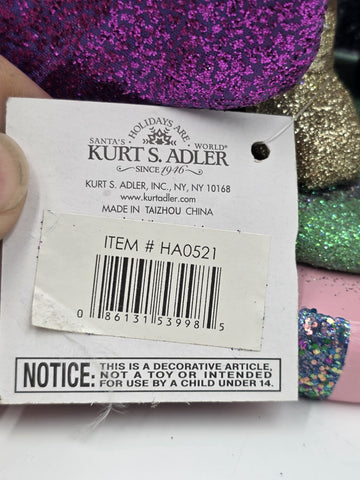 HOLIDAYS ARE
SANTA'S WORLD®
KURT S. ADLER
SINCE 1946
KURT S. ADLER, INC., NY, NY 10168
www.kurtadler.com
MADE IN TAIZHOU CHINA
ITEM # HA0521
0 86131 53998 5
NOTICE: THIS IS A DECORATIVE ARTICLE,
NOT A TOY OR INTENDED
FOR USE BY A CHILD UNDER 14.